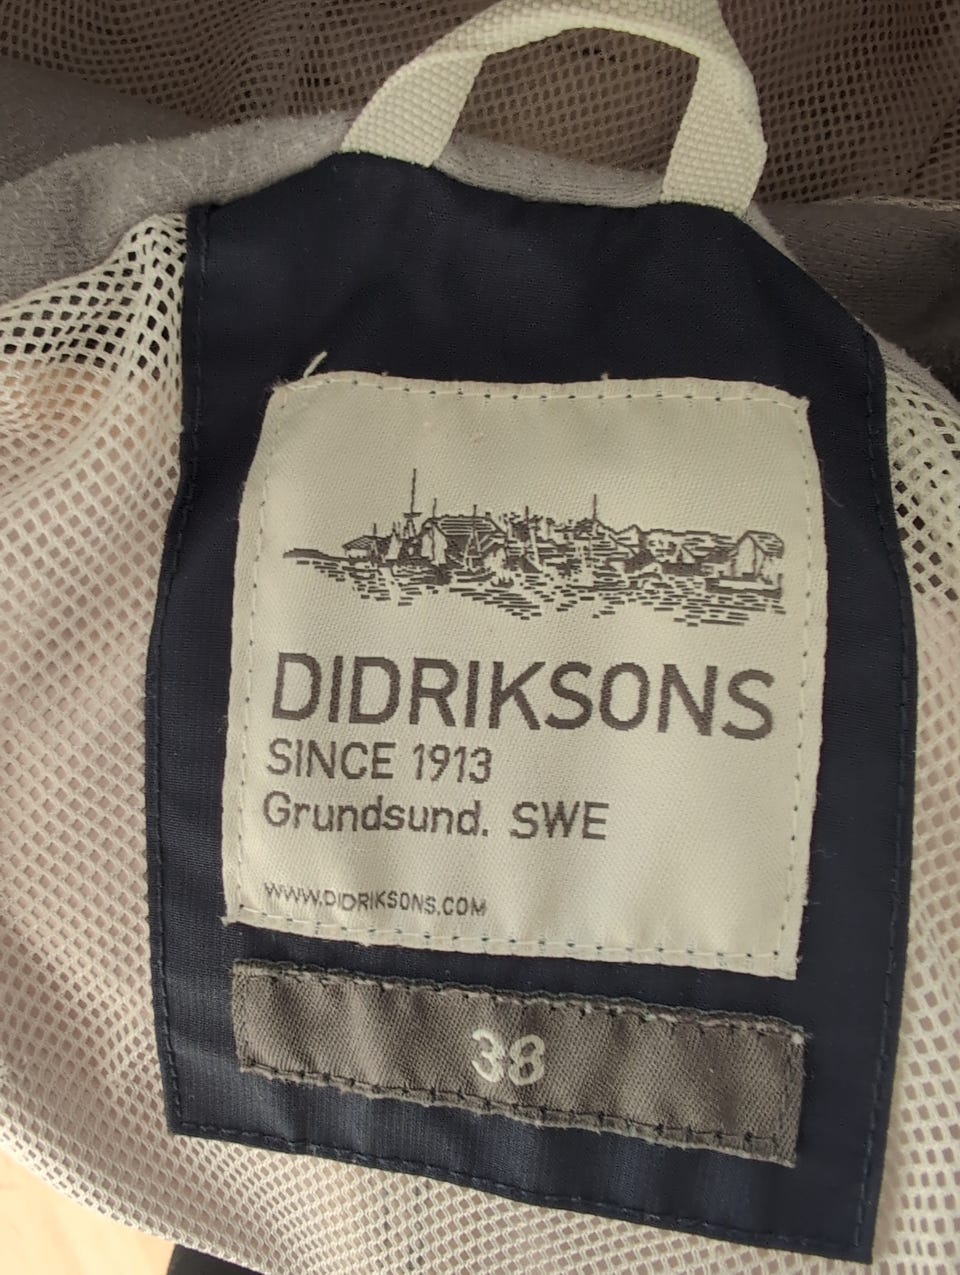 DIDRIKSONS
SINCE 1913
Grundsund. SWE
WWW.DIDRIKSONS.COM
38